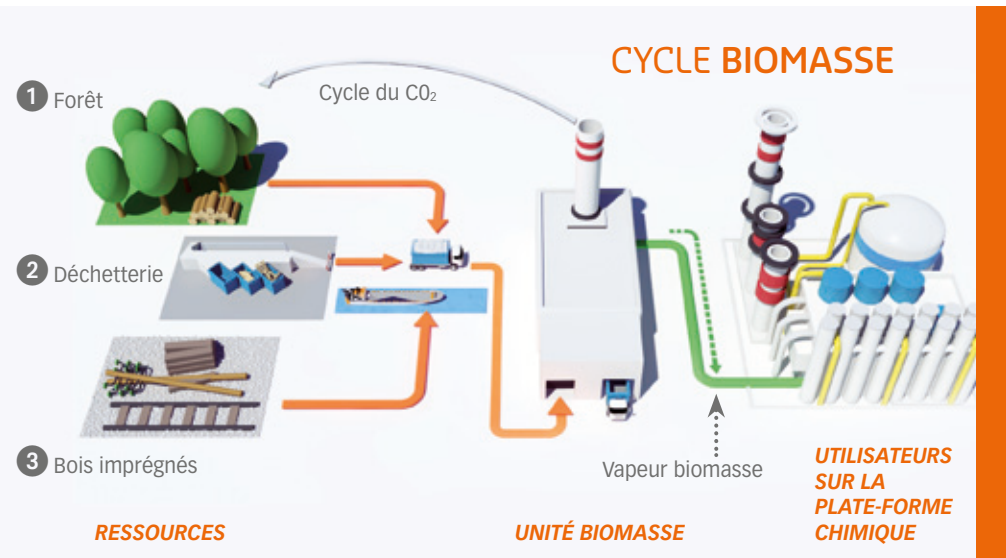 CYCLE BIOMASSE
1 Forêt
Cycle du CO₂
2 Déchetterie
3 Bois imprégnés
Vapeur biomasse
RESSOURCES
UNITÉ BIOMASSE
UTILISATEURS
SUR LA
PLATE-FORME
CHIMIQUE